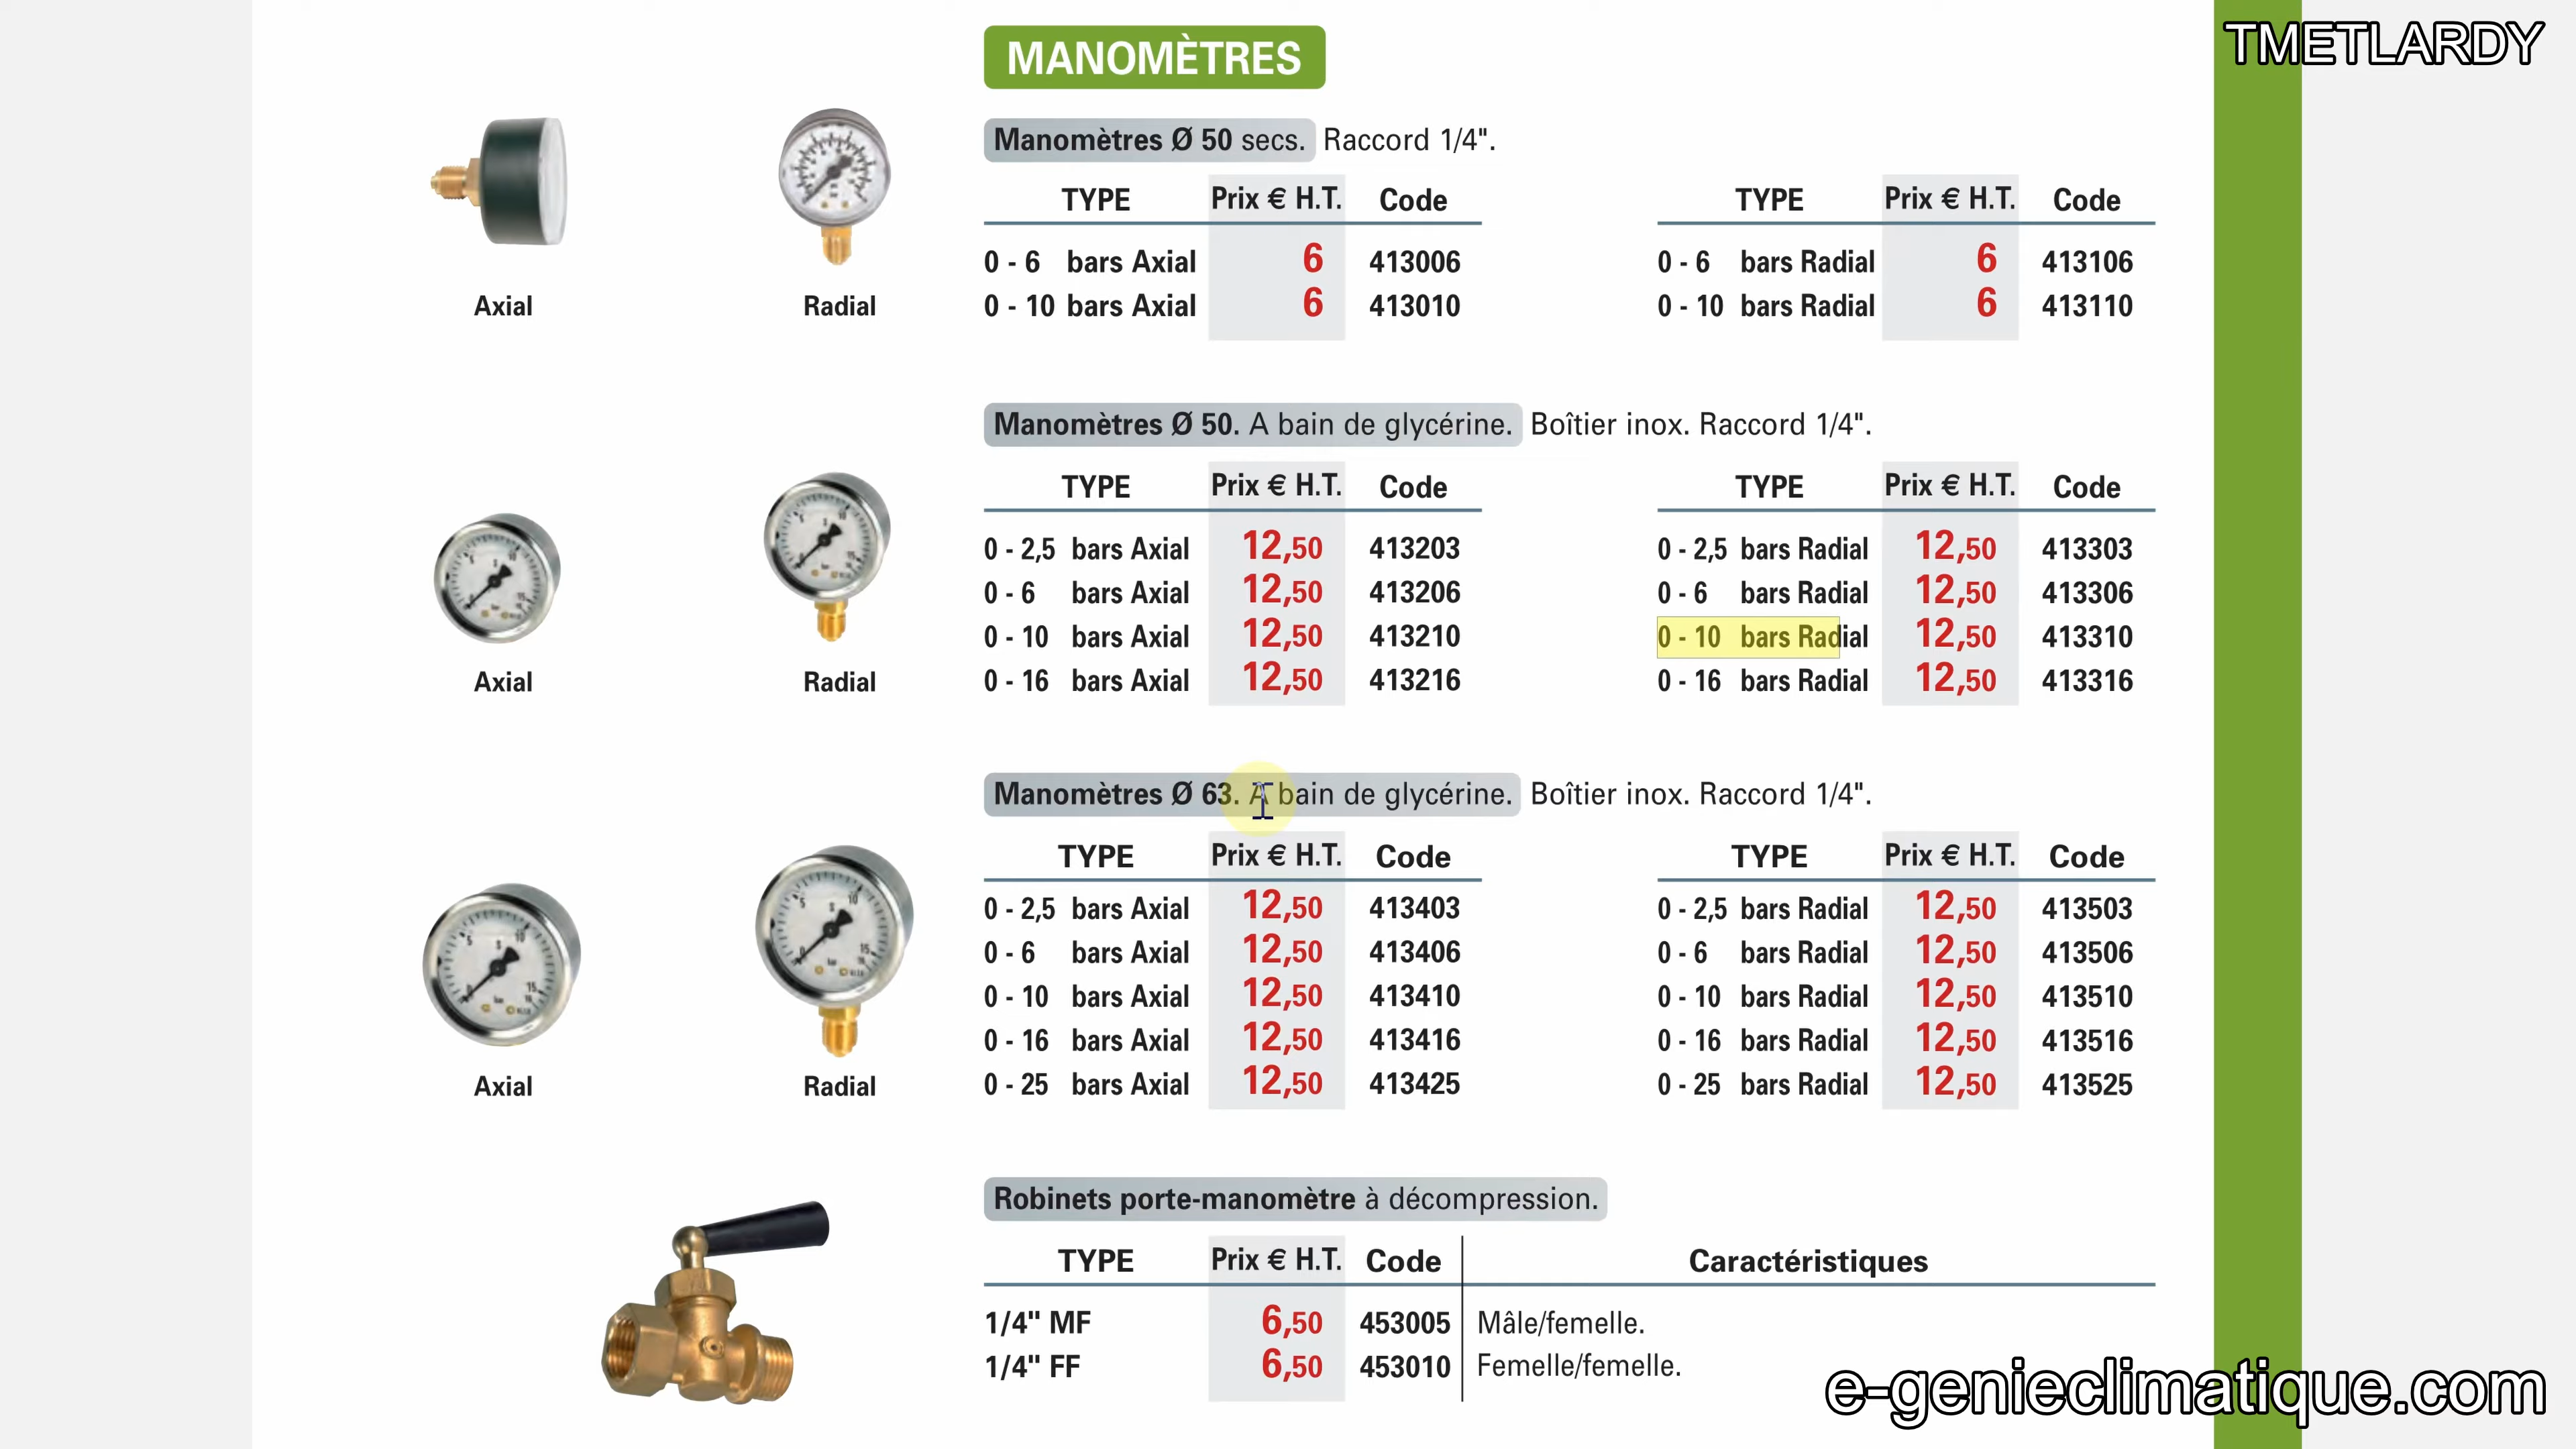 TMETLARDY
MANOMÈTRES
Manomètres Ø 50 secs. Raccord 1/4".
TYPE Prix € H.T. Code TYPE Prix € H.T. Code
0 - 6 bars Axial 6 413006 0 - 6 bars Radial 6 413106
0 - 10 bars Axial 6 413010 0 - 10 bars Radial 6 413110
Axial Radial
Manomètres Ø 50. A bain de glycérine. Boîtier inox. Raccord 1/4".
TYPE Prix € H.T. Code TYPE Prix € H.T. Code
0 - 2,5 bars Axial 12,50 413203 0 - 2,5 bars Radial 12,50 413303
0 - 6 bars Axial 12,50 413206 0 - 6 bars Radial 12,50 413306
0 - 10 bars Axial 12,50 413210 0 - 10 bars Radial 12,50 413310
0 - 16 bars Axial 12,50 413216 0 - 16 bars Radial 12,50 413316
Axial Radial
Manomètres Ø 63. A bain de glycérine. Boîtier inox. Raccord 1/4".
TYPE Prix € H.T. Code TYPE Prix € H.T. Code
0 - 2,5 bars Axial 12,50 413403 0 - 2,5 bars Radial 12,50 413503
0 - 6 bars Axial 12,50 413406 0 - 6 bars Radial 12,50 413506
0 - 10 bars Axial 12,50 413410 0 - 10 bars Radial 12,50 413510
0 - 16 bars Axial 12,50 413416 0 - 16 bars Radial 12,50 413516
0 - 25 bars Axial 12,50 413425 0 - 25 bars Radial 12,50 413525
Axial Radial
Robinets porte-manomètre à décompression.
TYPE Prix € H.T. Code Caractéristiques
1/4" MF 6,50 453005 Mâle/femelle.
1/4" FF 6,50 453010 Femelle/femelle.
e-genieclimatique.com